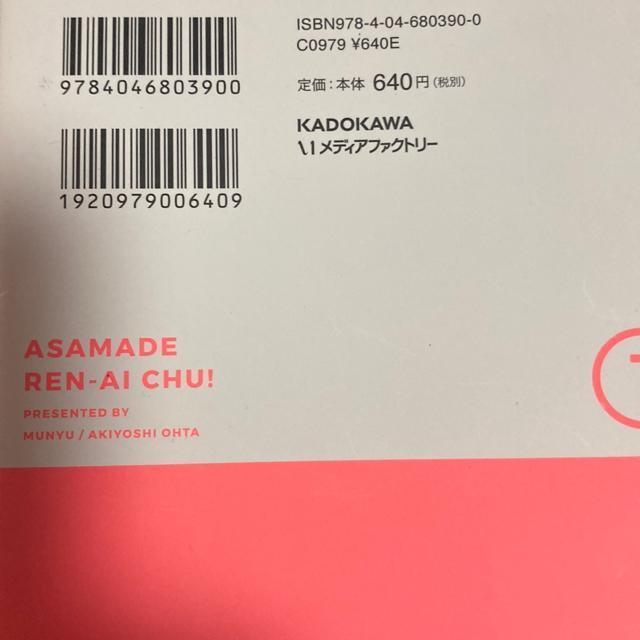 ISBN978-4-04-680390-0
C0979 ¥640E
9784046803900
定価:本体 640円(税別)
KADOKAWA
メディアファクトリー
1920979006409
ASAMADE
REN-AI CHU!
PRESENTED BY
MUNYU / AKIYOSHI OHTA